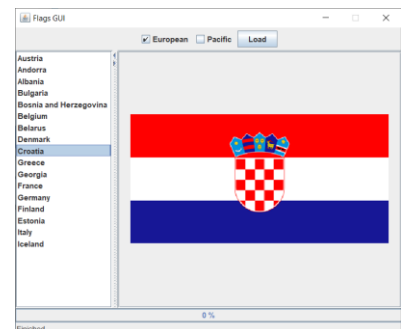 Flags GUI
European Pacific Load
Austria
Andorra
Albania
Bulgaria
Bosnia and Herzegovina
Belgium
Belarus
Denmark
Croatia
Greece
Georgia
France
Germany
Finland
Estonia
Italy
Iceland
0 %
Finished